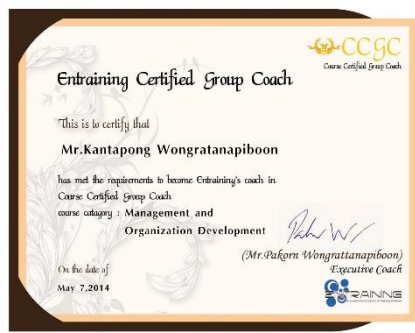 CCGC
Course Certified Group Coach
Entraining Certified Group Coach
This is to certify that
Mr.Kantapong Wongratanapiboon
has met the requirements to become Entraining's coach in
Course Certified Group Coach
course catagory : Management and
Organization Development
(Mr.Pakorn Wongrattanapiboon)
Executive Coach
On the date of
May 7,2014